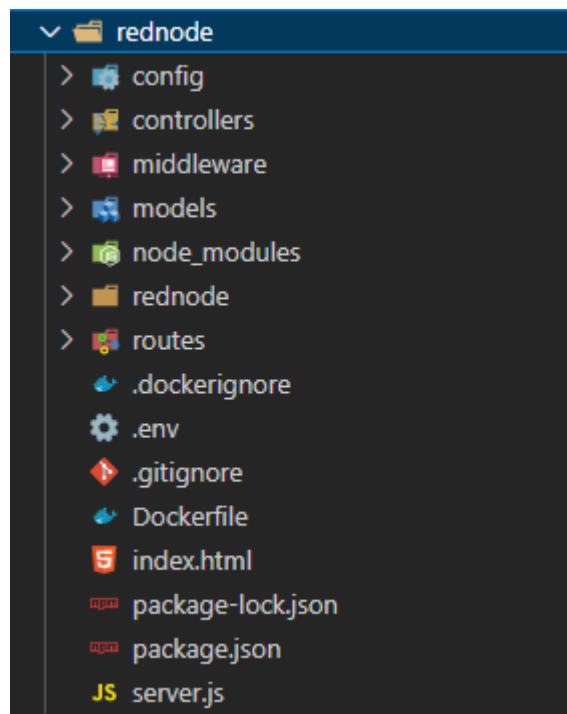 rednode
config
controllers
middleware
models
node_modules
rednode
routes
.dockerignore
.env
.gitignore
Dockerfile
index.html
package-lock.json
package.json
JS server.js